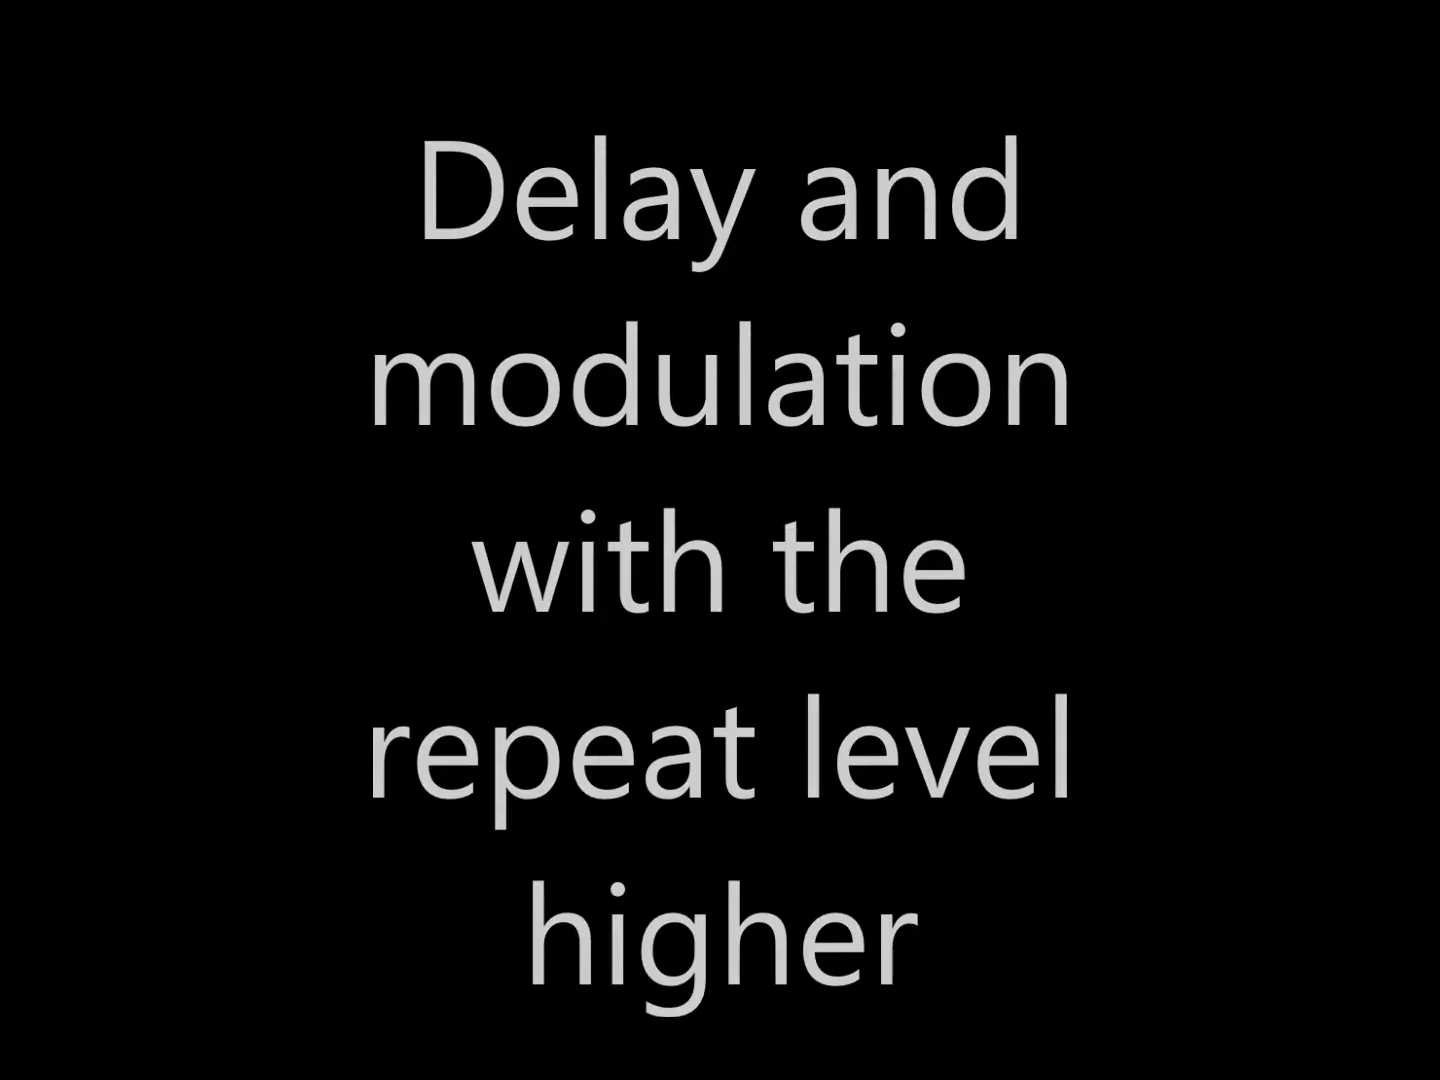 Delay and
modulation
with the
repeat level
higher